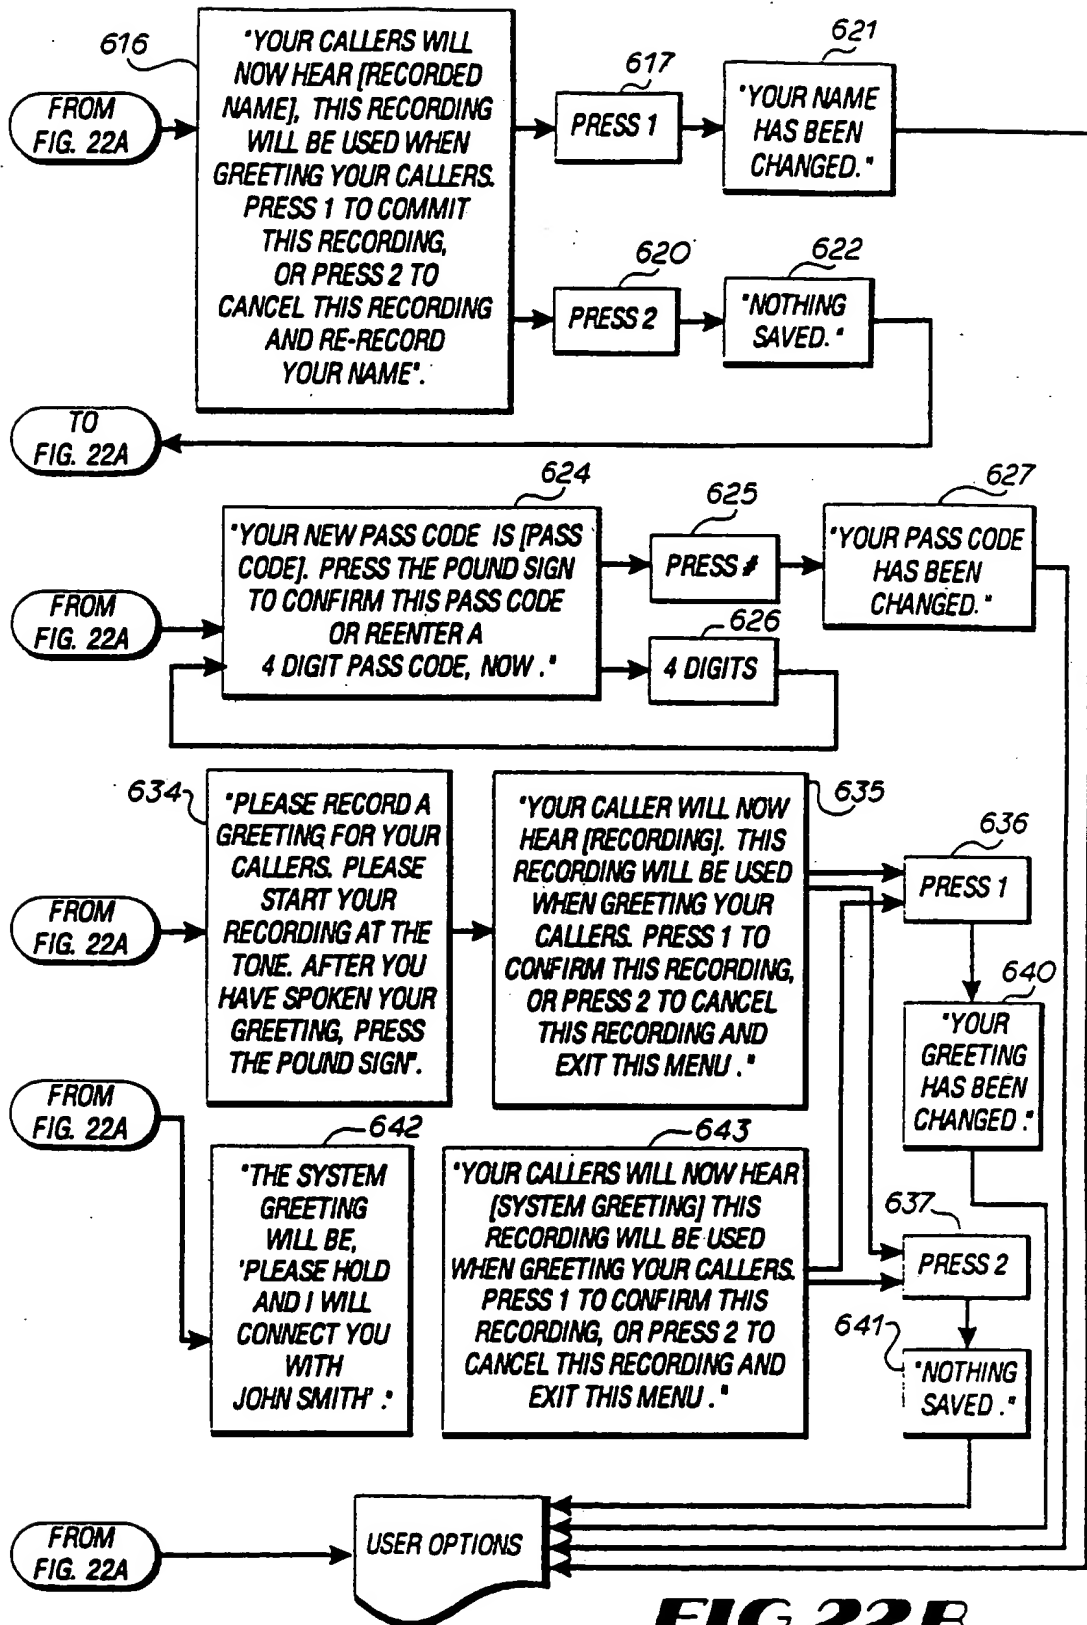 616
FROM
FIG. 22A
"YOUR CALLERS WILL
NOW HEAR [RECORDED
NAME], THIS RECORDING
WILL BE USED WHEN
GREETING YOUR CALLERS.
PRESS 1 TO COMMIT
THIS RECORDING,
OR PRESS 2 TO
CANCEL THIS RECORDING
AND RE-RECORD
YOUR NAME".
617
PRESS 1
621
"YOUR NAME
HAS BEEN
CHANGED."
620
PRESS 2
622
"NOTHING
SAVED."
TO
FIG. 22A
624
FROM
FIG. 22A
"YOUR NEW PASS CODE IS [PASS
CODE]. PRESS THE POUND SIGN
TO CONFIRM THIS PASS CODE
OR REENTER A
4 DIGIT PASS CODE, NOW ."
625
PRESS #
627
"YOUR PASS CODE
HAS BEEN
CHANGED."
626
4 DIGITS
634
FROM
FIG. 22A
"PLEASE RECORD A
GREETING FOR YOUR
CALLERS. PLEASE
START YOUR
RECORDING AT THE
TONE. AFTER YOU
HAVE SPOKEN YOUR
GREETING, PRESS
THE POUND SIGN".
635
"YOUR CALLER WILL NOW
HEAR [RECORDING]. THIS
RECORDING WILL BE USED
WHEN GREETING YOUR
CALLERS. PRESS 1 TO
CONFIRM THIS RECORDING,
OR PRESS 2 TO CANCEL
THIS RECORDING AND
EXIT THIS MENU ."
636
PRESS 1
640
"YOUR
GREETING
HAS BEEN
CHANGED ."
FROM
FIG. 22A
642
"THE SYSTEM
GREETING
WILL BE,
'PLEASE HOLD
AND I WILL
CONNECT YOU
WITH
JOHN SMITH' ."
643
"YOUR CALLERS WILL NOW HEAR
[SYSTEM GREETING] THIS
RECORDING WILL BE USED
WHEN GREETING YOUR CALLERS.
PRESS 1 TO CONFIRM THIS
RECORDING, OR PRESS 2 TO
CANCEL THIS RECORDING AND
EXIT THIS MENU ."
637
PRESS 2
641
"NOTHING
SAVED ."
FROM
FIG. 22A
USER OPTIONS
FIG 22B